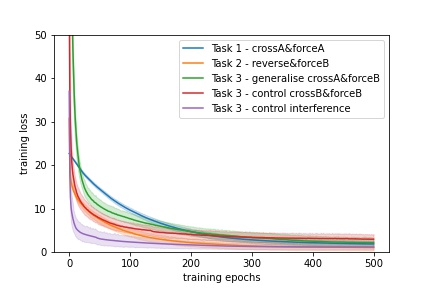 50
40
30
20
10
0
training loss
Task 1 - crossA&forceA
Task 2 - reverse&forceB
Task 3 - generalise crossA&forceB
Task 3 - control crossB&forceB
Task 3 - control interference
0 100 200 300 400 500
training epochs